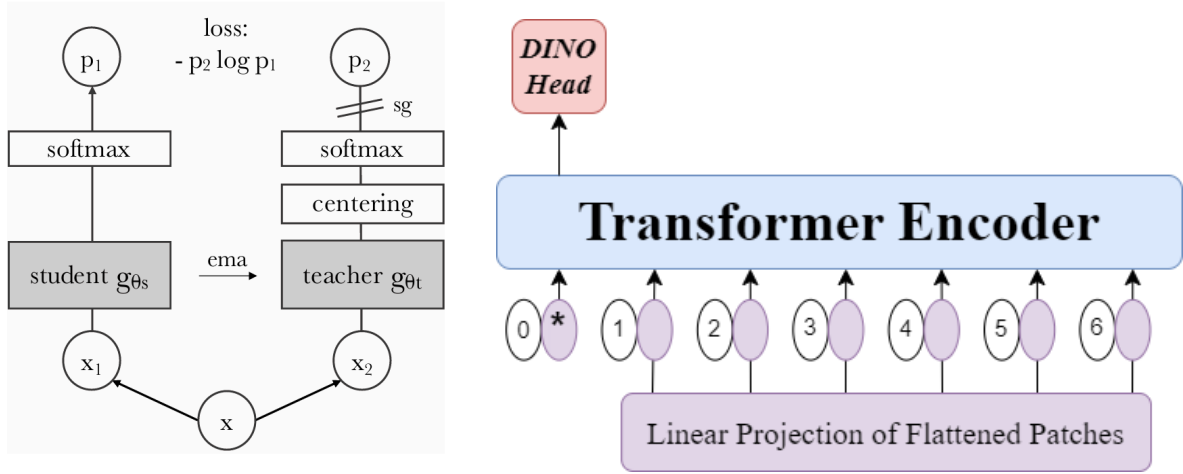 loss:
- p₂ log p₁
p₁
p₂
sg
softmax
softmax
centering
student gθs
ema
teacher gθt
x₁
x₂
x
DINO
Head
Transformer Encoder
0 * 1 2 3 4 5 6
Linear Projection of Flattened Patches